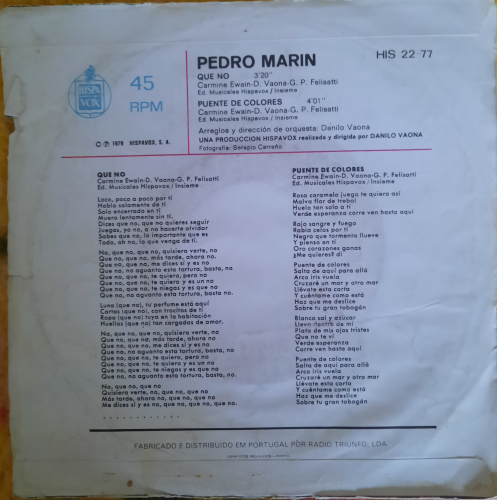 HISPAVOX
45 RPM
PEDRO MARIN
HIS 22-77
QUE NO 3'20"
Carmine Ewain-D. Vaona-G. P. Felisatti
Ed. Musicales Hispavox / Insieme
PUENTE DE COLORES 4'01"
Carmine Ewain-D. Vaona-G. P. Felisatti
Ed. Musicales Hispavox / Insieme
Arreglos y dirección de orquesta: Danilo Vaona
UNA PRODUCCION HISPAVOX realizada y dirigida por DANILO VAONA
Fotografía: Serapio Carreño
© ℗ 1979 HISPAVOX, S. A.
QUE NO
Carmine Ewain-D. Vaona-G. P. Felisatti
Ed. Musicales Hispavox / Insieme
Loco, poco a poco por ti
Hablo solamente de ti
Solo encerrado en ti
Muero lentamente sin ti.
Dices que no, que no quieres seguir
Juegas, yo no, a no hacerte olvidar
Sabes que no, lo importante que es
Todo, ah no, lo que venga de ti.
No, que no, que no, quisiera verte, no
Que no, que no, más tarde, ahora no.
Que no, que no, me dices si y es no
Que no, no aguanto esta tortura, basta, no
Que no, que no, te quiero, pero no
Que no, que no, te quiero y es un no
Que no, que no, te niegas y es que no
Que no, no aguanto esta tortura, basta, no.
Luna (que no), tu perfume está aquí
Cartas (que no), con trocitos de ti
Ropa (que no) tuya en la habitación
Huellas (que no) tan cargadas de amor.
No, que no, que no, quisiera verte, no
Que no, que no, más tarde, ahora no
Que no, que no, me dices si y es no
Que no, no aguanto esta tortura, basta, no,
Que no, que no, te quiero, pero no
Que no, que no, te quiero y es un no
Que no, que no, te niegas y es que no
Que no, no aguanto esta tortura, basta, no.
No, que no, que no
Quisiera verte, no, que no, que no
Más tarde, ahora no, que no, que no
Me dices si y es no, que no, que no, que no.
. . . . . . . . . . . .
PUENTE DE COLORES
Carmine Ewain-D. Vaona-G. P. Felisatti
Ed. Musicales Hispavox / Insieme
Rosa caramelo juego te quiero asi
Malva flor de trebol
Huelo tan solo a ti
Verde esperanza corre ven hasta aqui
Rojo sangre y fuego
Rabia celos por ti
Negro que tormenta llueve
Y pienso en ti
Oro corazones ganas
¿Me quieres? di
Puente de colores
Salta de aquí para allá
Arco iris vuela
Cruzaré un mar y otro mar
Llévate esta carta
Y cuéntame como está
Haz que me deslice
Sobre tu gran tobogán
Blanco sal y azúcar
Llevo dentro de mi
Plata de mis ojos tristes
Que no te ví
Verde esperanza
Corre ven hasta aquí
Puente de colores
Salta de aquí para allá
Arco iris vuela
Cruzaré un mar y otro mar
Llévate esta carta
Y cuéntame como está
Haz que me deslice
Sobre tu gran tobogán
FABRICADO E DISTRIBUIDO EM PORTUGAL POR RADIO TRIUNFO, LDA.